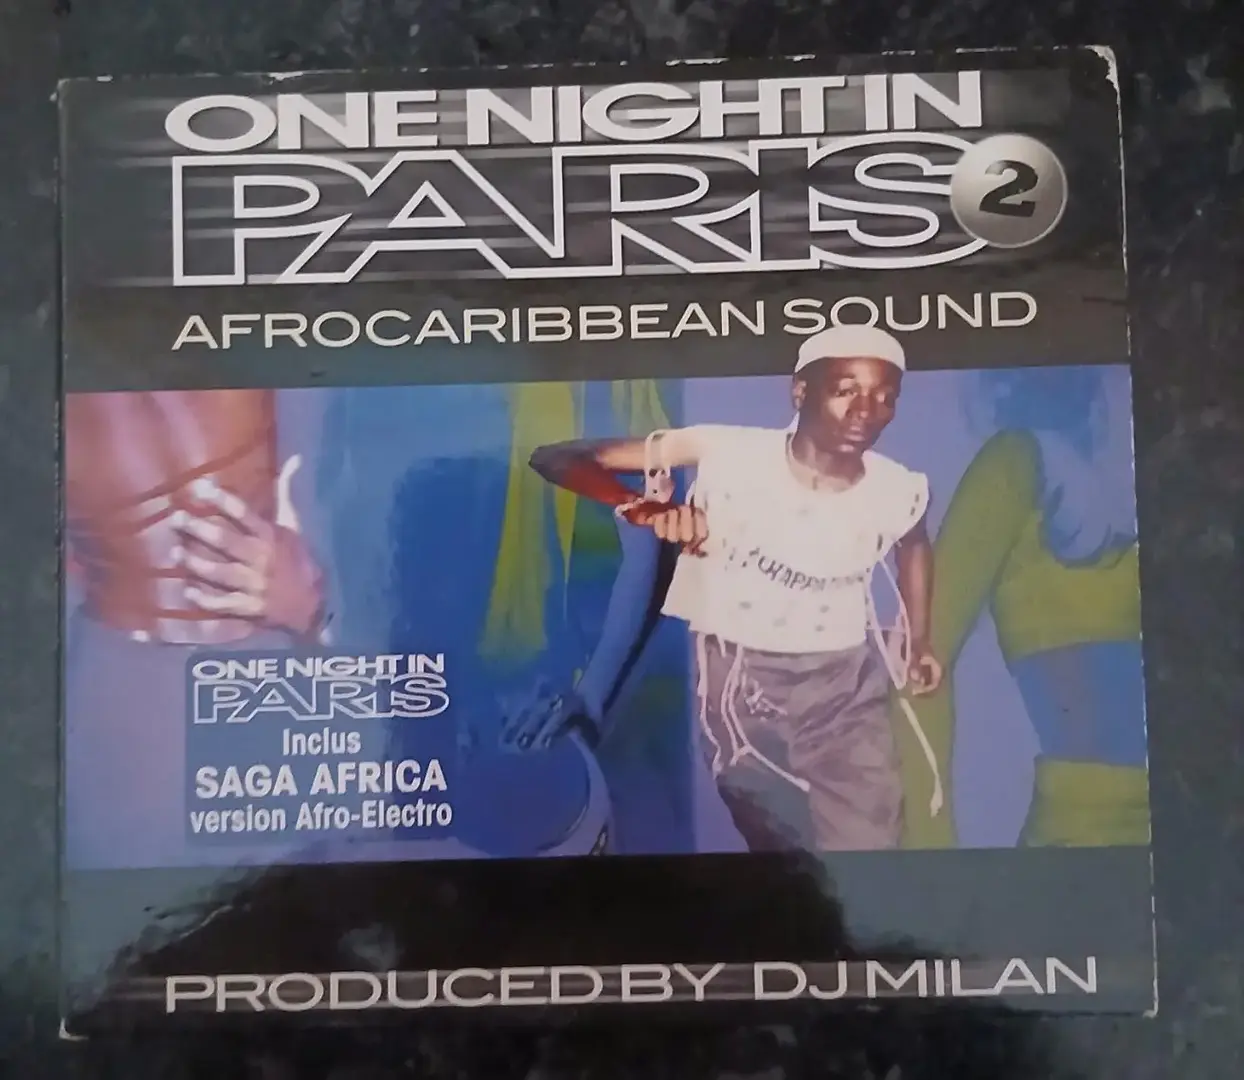 ONE NIGHT IN
PARIS 2
AFROCARIBBEAN SOUND
ONE NIGHT IN
PARIS
Inclus
SAGA AFRICA
version Afro-Electro
PRODUCED BY DJ MILAN